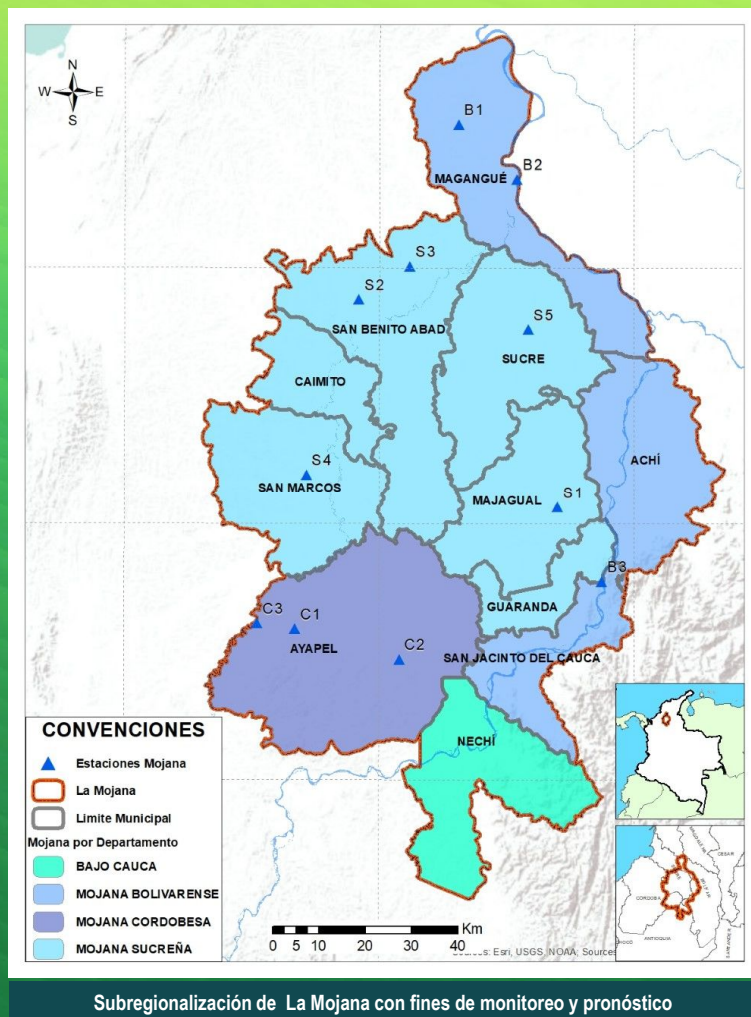 N
W E
S
B1
B2
MAGANGUÉ
S3
S2
SAN BENITO ABAD
S5
SUCRE
CAIMITO
ACHÍ
S4
SAN MARCOS
MAJAGUAL
S1
B3
GUARANDA
C3
C1
AYAPEL
C2
SAN JACINTO DEL CAUCA
NECHÍ
CONVENCIONES
Estaciones Mojana
La Mojana
Limite Municipal
Mojana por Departamento
BAJO CAUCA
MOJANA BOLIVARENSE
MOJANA CORDOBESA
MOJANA SUCREÑA
Km
0 5 10 20 30 40
Esri, USGS, NOAA, Sources
CESAR
CORDOBA
ANTIOQUIA
Subregionalización de La Mojana con fines de monitoreo y pronóstico